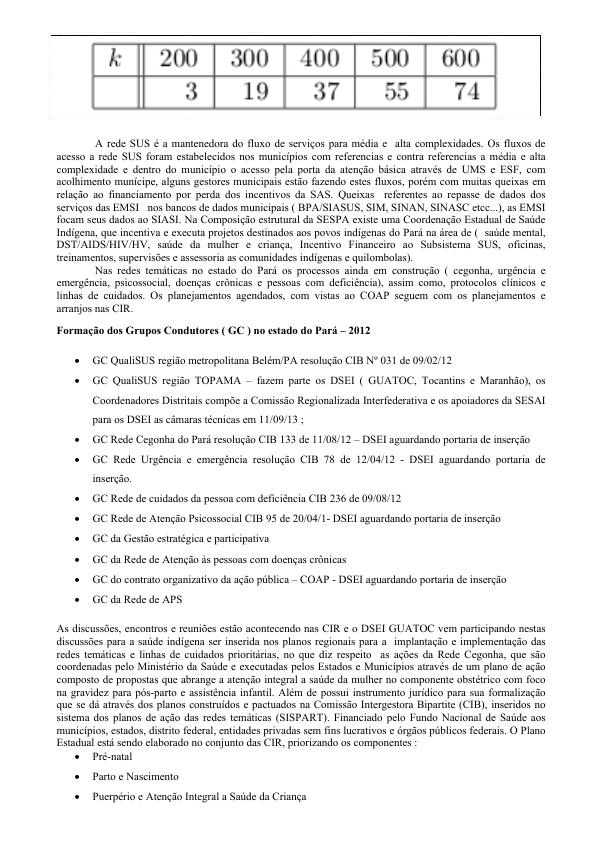 k 200 300 400 500 600
3 19 37 55 74
A rede SUS é a mantenedora do fluxo de serviços para média e alta complexidades. Os fluxos de
acesso a rede SUS foram estabelecidos nos municípios com referencias e contra referencias a média e alta
complexidade e dentro do município o acesso pela porta da atenção básica através de UMS e ESF, com
acolhimento munícipe, alguns gestores municipais estão fazendo estes fluxos, porém com muitas queixas em
relação ao financiamento por perda dos incentivos da SAS. Queixas referentes ao repasse de dados dos
serviços das EMSI nos bancos de dados municipais ( BPA/SIASUS, SIM, SINAN, SINASC etcc...), as EMSI
focam seus dados ao SIASI. Na Composição estrutural da SESPA existe uma Coordenação Estadual de Saúde
Indígena, que incentiva e executa projetos destinados aos povos indígenas do Pará na área de ( saúde mental,
DST/AIDS/HIV/HV, saúde da mulher e criança, Incentivo Financeiro ao Subsistema SUS, oficinas,
treinamentos, supervisões e assessoria as comunidades indígenas e quilombolas).
Nas redes temáticas no estado do Pará os processos ainda em construção ( cegonha, urgência e
emergência, psicossocial, doenças crônicas e pessoas com deficiência), assim como, protocolos clínicos e
linhas de cuidados. Os planejamentos agendados, com vistas ao COAP seguem com os planejamentos e
arranjos nas CIR.
Formação dos Grupos Condutores ( GC ) no estado do Pará – 2012
• GC QualiSUS região metropolitana Belém/PA resolução CIB Nº 031 de 09/02/12
• GC QualiSUS região TOPAMA – fazem parte os DSEI ( GUATOC, Tocantins e Maranhão), os
Coordenadores Distritais compõe a Comissão Regionalizada Interfederativa e os apoiadores da SESAI
para os DSEI as câmaras técnicas em 11/09/13 ;
• GC Rede Cegonha do Pará resolução CIB 133 de 11/08/12 – DSEI aguardando portaria de inserção
• GC Rede Urgência e emergência resolução CIB 78 de 12/04/12 - DSEI aguardando portaria de
inserção.
• GC Rede de cuidados da pessoa com deficiência CIB 236 de 09/08/12
• GC Rede de Atenção Psicossocial CIB 95 de 20/04/1- DSEI aguardando portaria de inserção
• GC da Gestão estratégica e participativa
• GC da Rede de Atenção às pessoas com doenças crônicas
• GC do contrato organizativo da ação pública – COAP - DSEI aguardando portaria de inserção
• GC da Rede de APS
As discussões, encontros e reuniões estão acontecendo nas CIR e o DSEI GUATOC vem participando nestas
discussões para a saúde indígena ser inserida nos planos regionais para a implantação e implementação das
redes temáticas e linhas de cuidados prioritárias, no que diz respeito as ações da Rede Cegonha, que são
coordenadas pelo Ministério da Saúde e executadas pelos Estados e Municípios através de um plano de ação
composto de propostas que abrange a atenção integral a saúde da mulher no componente obstétrico com foco
na gravidez para pós-parto e assistência infantil. Além de possui instrumento jurídico para sua formalização
que se dá através dos planos construídos e pactuados na Comissão Intergestora Bipartite (CIB), inseridos no
sistema dos planos de ação das redes temáticas (SISPART). Financiado pelo Fundo Nacional de Saúde aos
municípios, estados, distrito federal, entidades privadas sem fins lucrativos e órgãos públicos federais. O Plano
Estadual está sendo elaborado no conjunto das CIR, priorizando os componentes :
• Pré-natal
• Parto e Nascimento
• Puerpério e Atenção Integral a Saúde da Criança